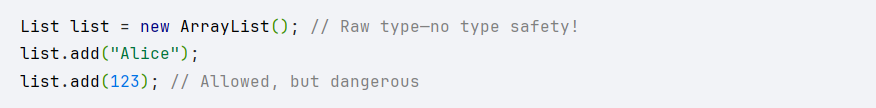 List list = new ArrayList(); // Raw type—no type safety!
list.add("Alice");
list.add(123); // Allowed, but dangerous